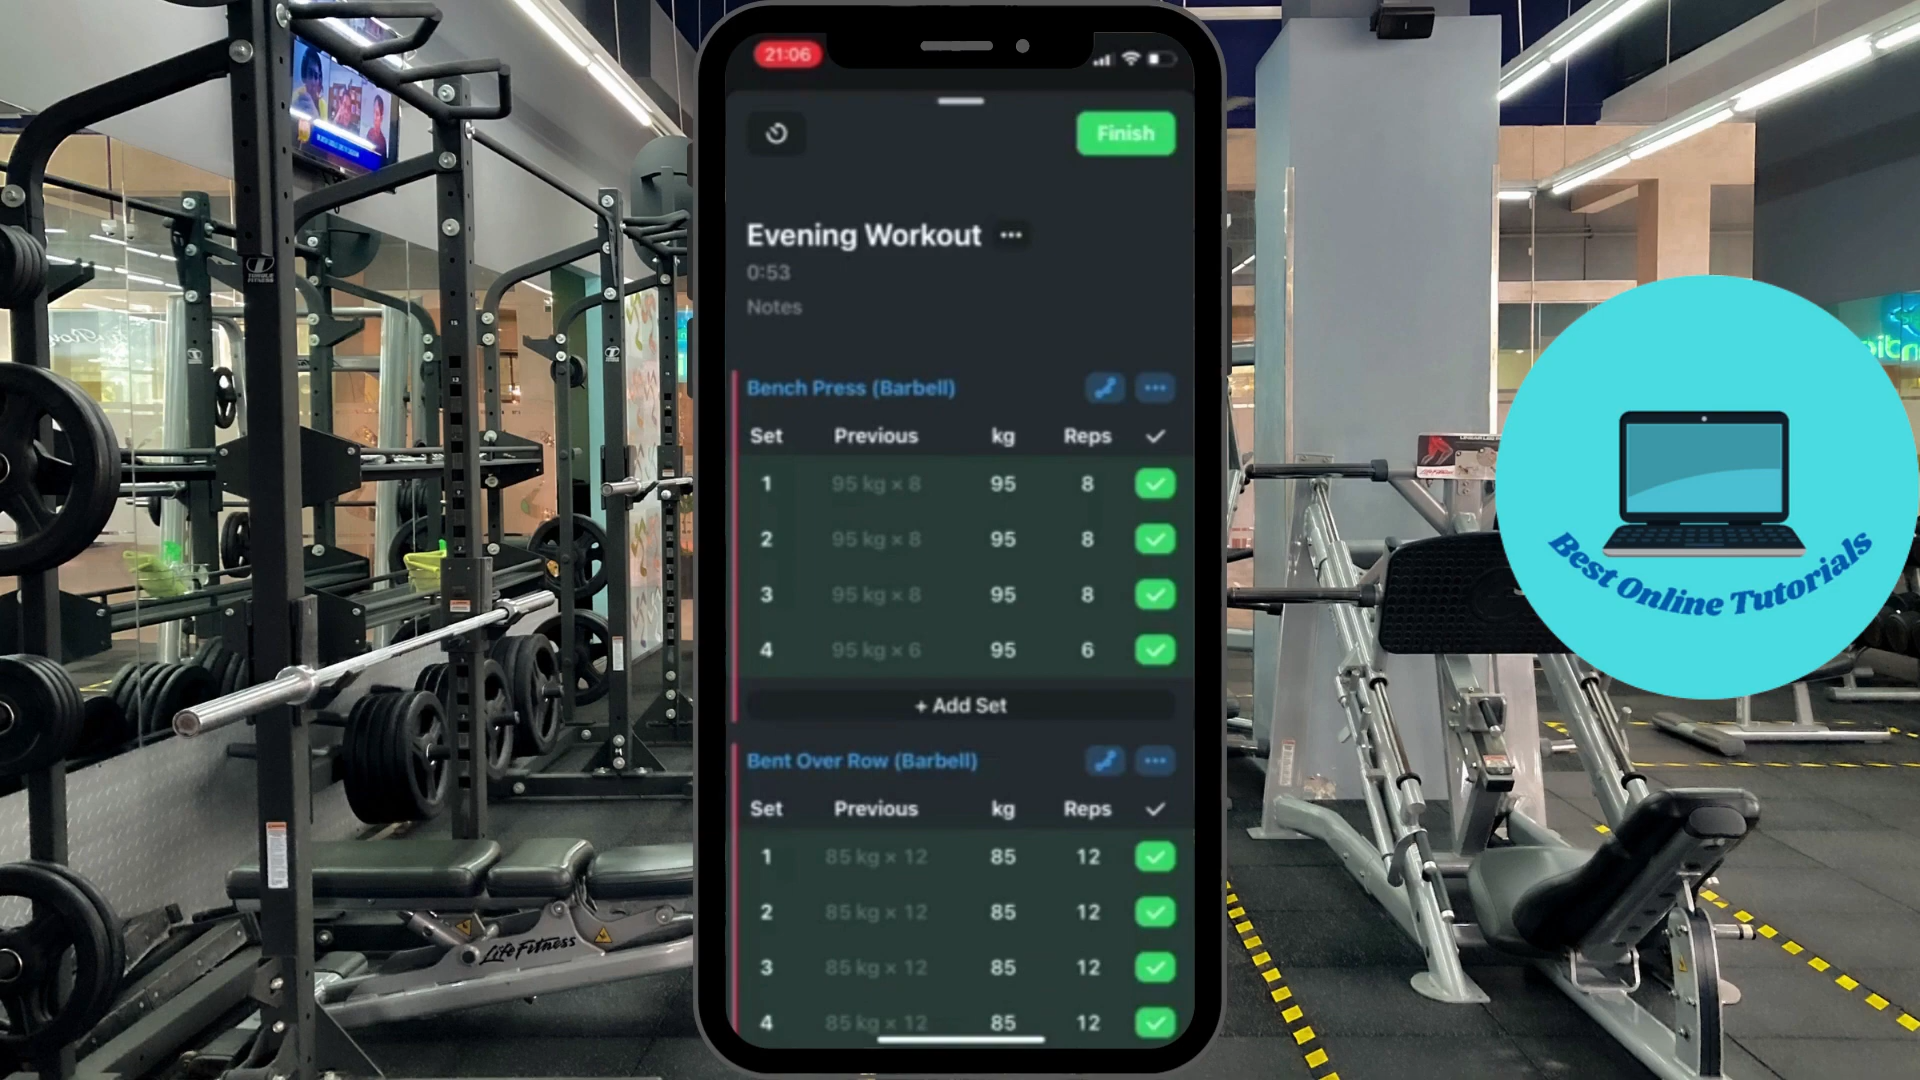 21:06
Finish
Evening Workout
0:53
Notes
Bench Press (Barbell)
Set Previous kg Reps
1 95 kg × 8 95 8
2 95 kg × 8 95 8
3 95 kg × 8 95 8
4 95 kg × 6 95 6
+ Add Set
Bent Over Row (Barbell)
Set Previous kg Reps
1 85 kg × 12 85 12
2 85 kg × 12 85 12
3 85 kg × 12 85 12
4 85 kg × 12 85 12
Best Online Tutorials
Life Fitness